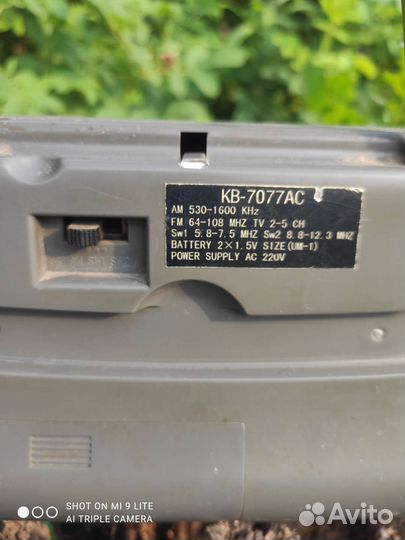 KB-7077AC
AM 530-1600 KHz
FM 64-108 MHZ TV 2-5 CH
Sw1 5.8-7.5 MHZ Sw2 8.8-12.3 MHZ
BATTERY 2×1.5V SIZE(UM-1)
POWER SUPPLY AC 220V
SHOT ON MI 9 LITE
AI TRIPLE CAMERA
Avito